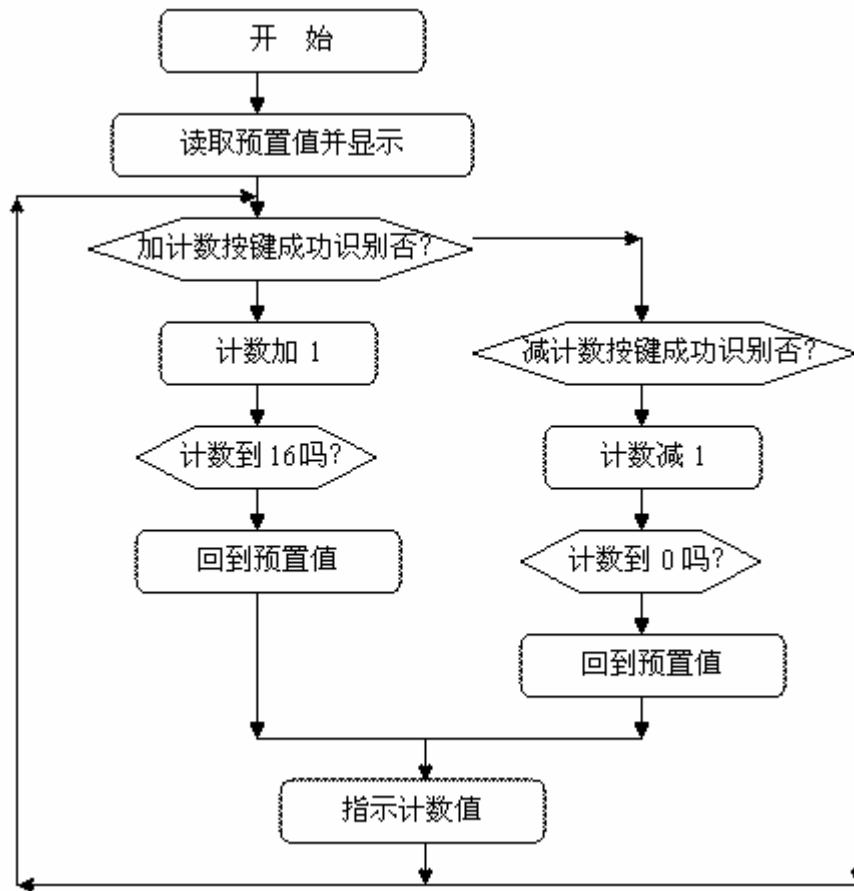 开 始
读取预置值并显示
加计数按键成功识别否?
计数加 1
减计数按键成功识别否?
计数到 16吗?
计数减 1
回到预置值
计数到 0 吗?
回到预置值
指示计数值